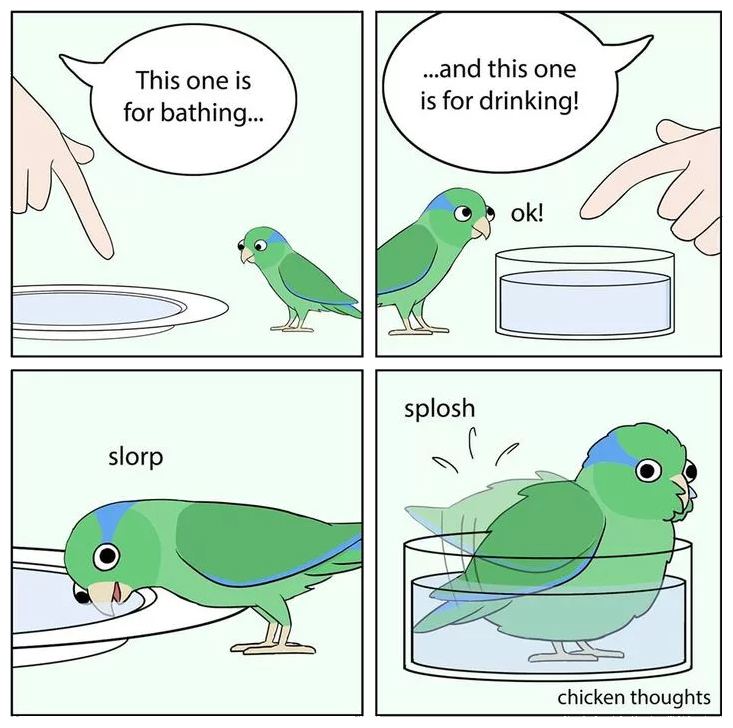 This one is
for bathing...
...and this one
is for drinking!
ok!
slorp
splosh
chicken thoughts